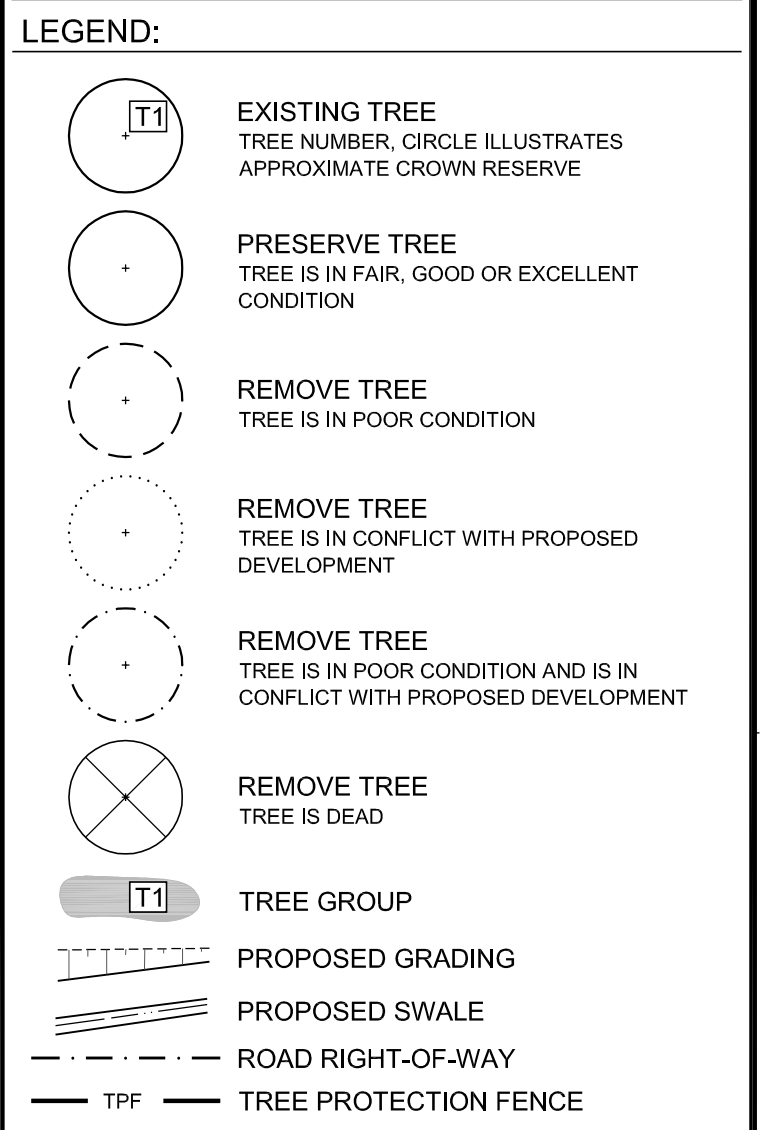 LEGEND:
T1
EXISTING TREE
TREE NUMBER, CIRCLE ILLUSTRATES
APPROXIMATE CROWN RESERVE
PRESERVE TREE
TREE IS IN FAIR, GOOD OR EXCELLENT
CONDITION
REMOVE TREE
TREE IS IN POOR CONDITION
REMOVE TREE
TREE IS IN CONFLICT WITH PROPOSED
DEVELOPMENT
REMOVE TREE
TREE IS IN POOR CONDITION AND IS IN
CONFLICT WITH PROPOSED DEVELOPMENT
REMOVE TREE
TREE IS DEAD
T1
TREE GROUP
PROPOSED GRADING
PROPOSED SWALE
ROAD RIGHT-OF-WAY
TPF
TREE PROTECTION FENCE